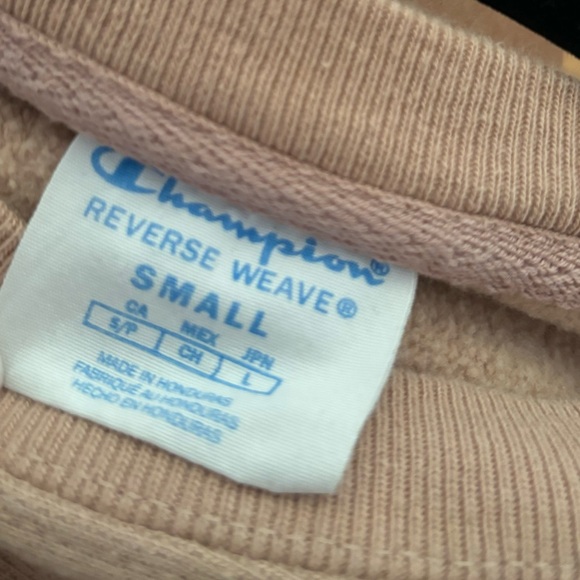 Champion®
REVERSE WEAVE®
SMALL
CA MEX JPN
S/P CH L
MADE IN HONDURAS
FABRIQUÉ AU HONDURAS
HECHO EN HONDURAS